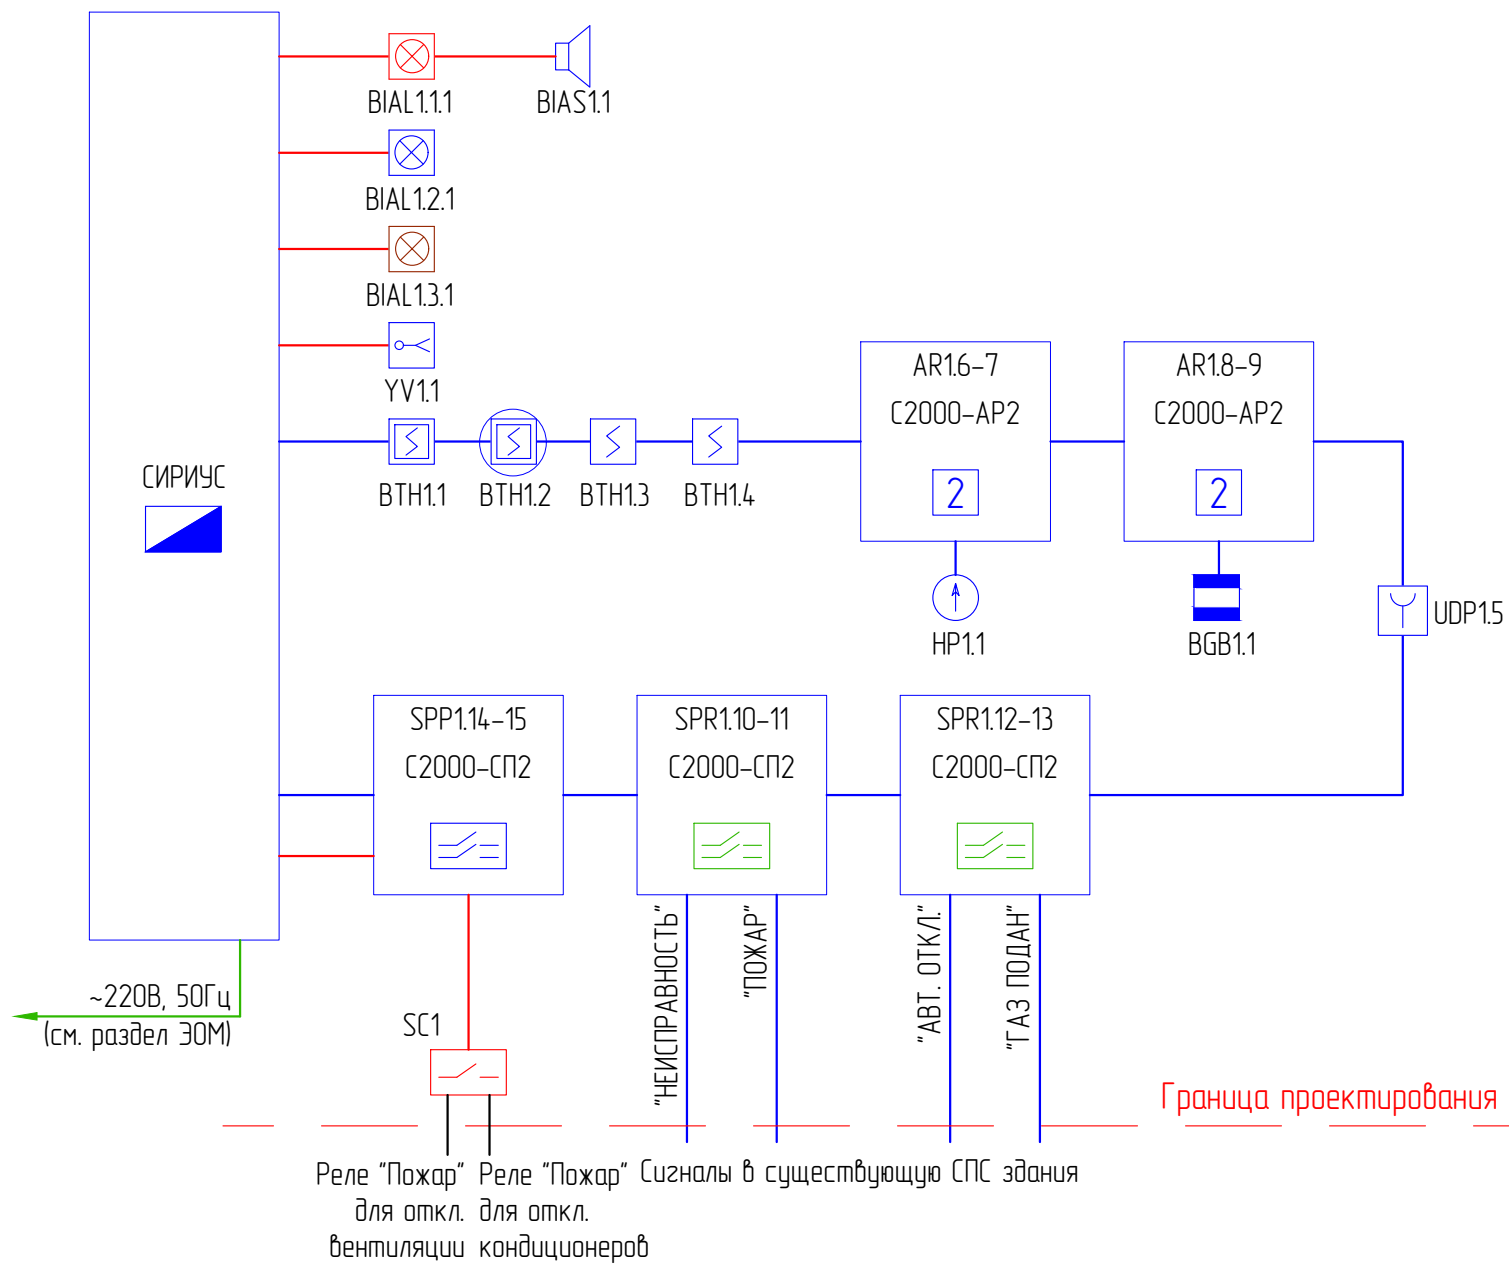 BIAL1.1.1
BIAS1.1
BIAL1.2.1
BIAL1.3.1
YV1.1
СИРИУС
BTH1.1
BTH1.2
BTH1.3
BTH1.4
AR1.6-7
С2000-АР2
2
HP1.1
AR1.8-9
С2000-АР2
2
BGB1.1
UDP1.5
SPP1.14-15
С2000-СП2
SPR1.10-11
С2000-СП2
SPR1.12-13
С2000-СП2
"НЕИСПРАВНОСТЬ"
"ПОЖАР"
"АВТ. ОТКЛ."
"ГАЗ ПОДАН"
~220В, 50Гц
(см. раздел ЭОМ)
SC1
Граница проектирования
Реле "Пожар"
для откл.
вентиляции
Реле "Пожар"
для откл.
кондиционеров
Сигналы в существующую СПС здания